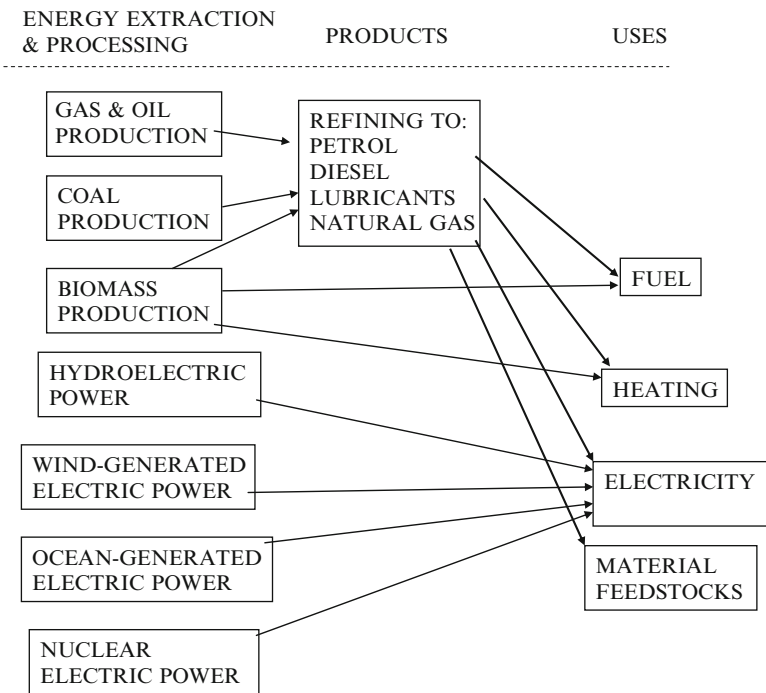 ENERGY EXTRACTION
& PROCESSING
PRODUCTS
USES
GAS & OIL
PRODUCTION
COAL
PRODUCTION
BIOMASS
PRODUCTION
HYDROELECTRIC
POWER
WIND-GENERATED
ELECTRIC POWER
OCEAN-GENERATED
ELECTRIC POWER
NUCLEAR
ELECTRIC POWER
REFINING TO:
PETROL
DIESEL
LUBRICANTS
NATURAL GAS
FUEL
HEATING
ELECTRICITY
MATERIAL
FEEDSTOCKS